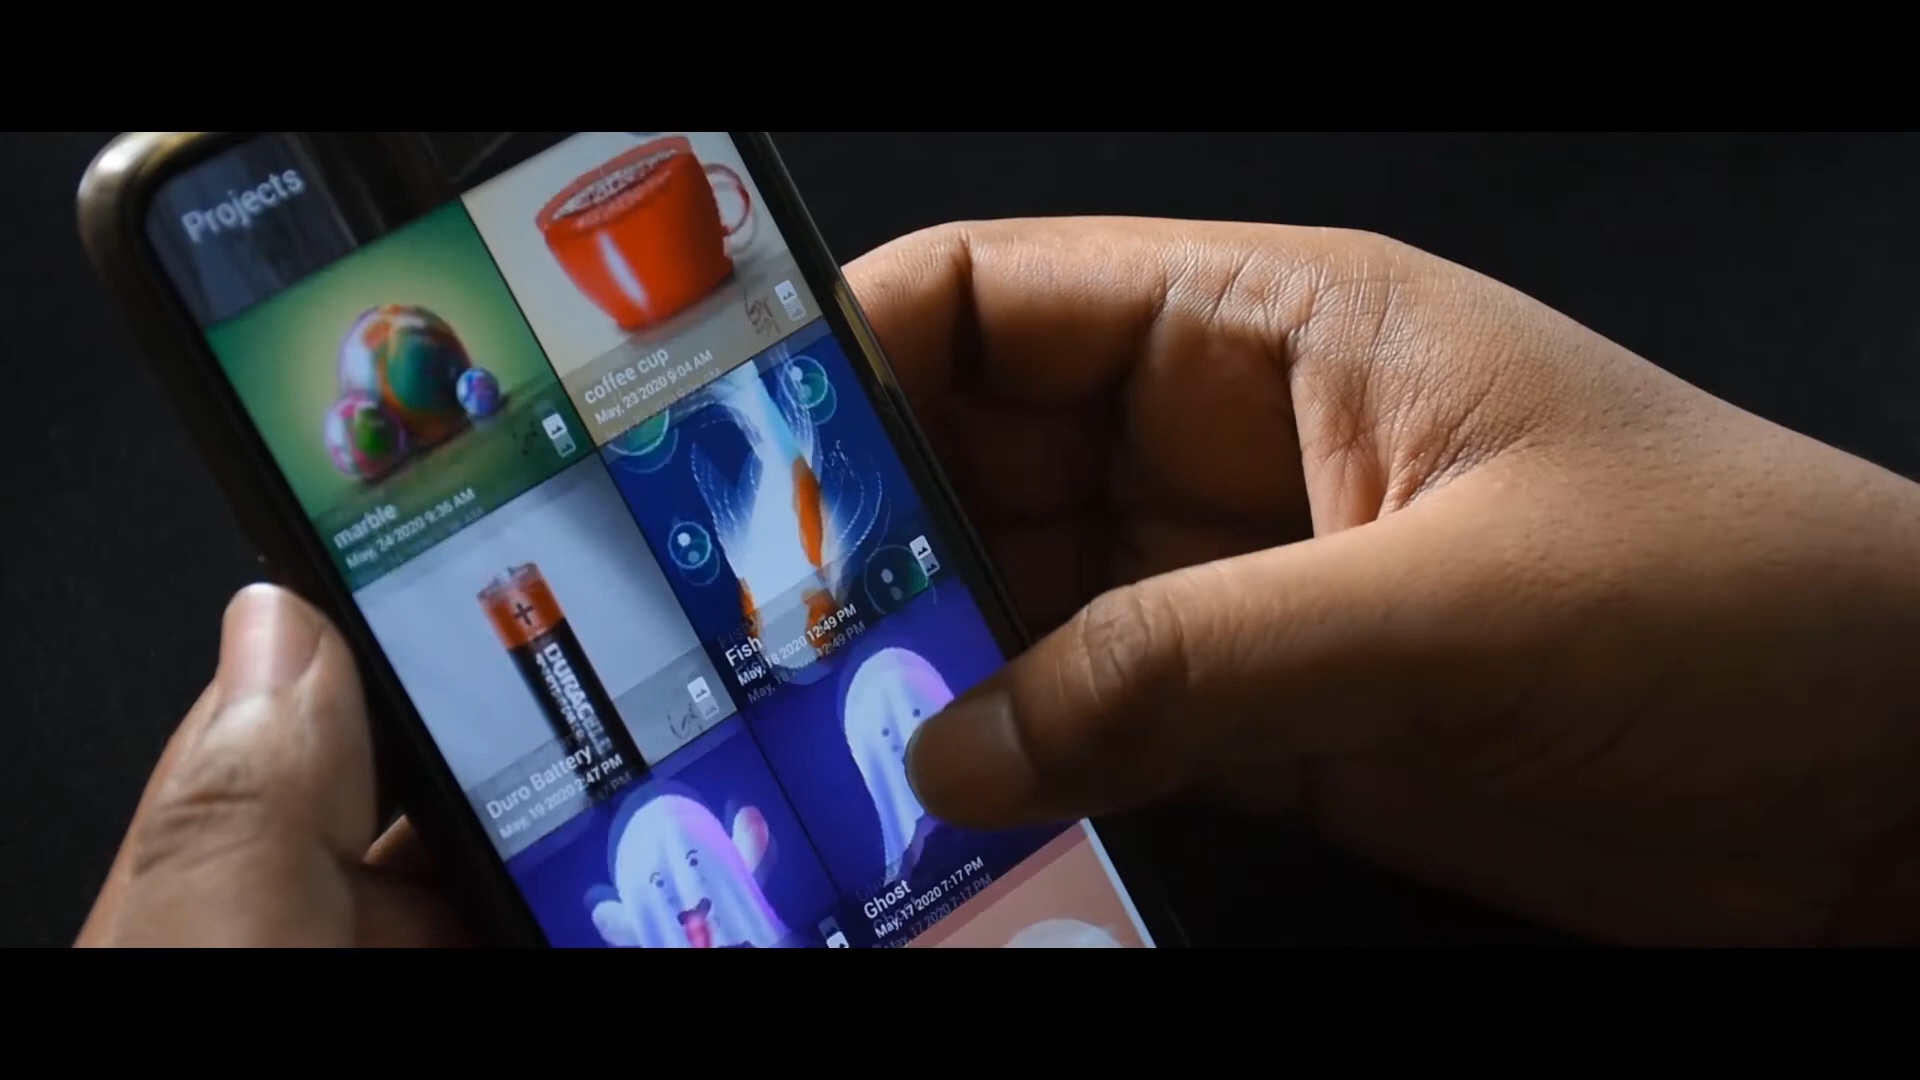 Projects
coffee cup
May, 23 2020 9:04 AM
marble
May, 24 2020 9:36 AM
+
DURACELL
Fish
May, 18 2020 12:49 PM
Duro Battery
May, 19 2020 2:47 PM
Ghost
May, 17 2020 7:17 PM